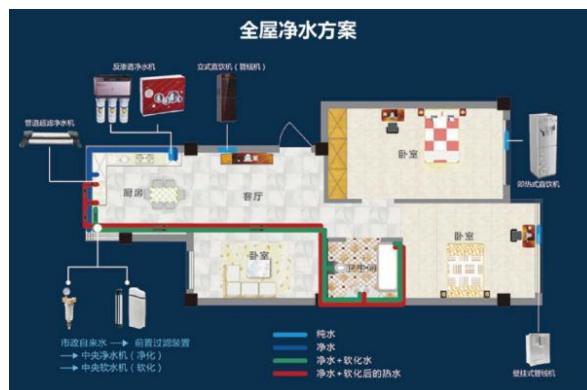 全屋净水方案
反渗透净水机
立式直饮机（管线机）
管道超滤净水机
厨房
客厅
卧室
即热式直饮机
卧室
卧室
卫生间
市政自来水 → 前置过滤装置
→ 中央净水机（净化）
→ 中央软水机（软化）
纯水
净水
净水+软化水
净水+软化后的热水
壁挂式管线机